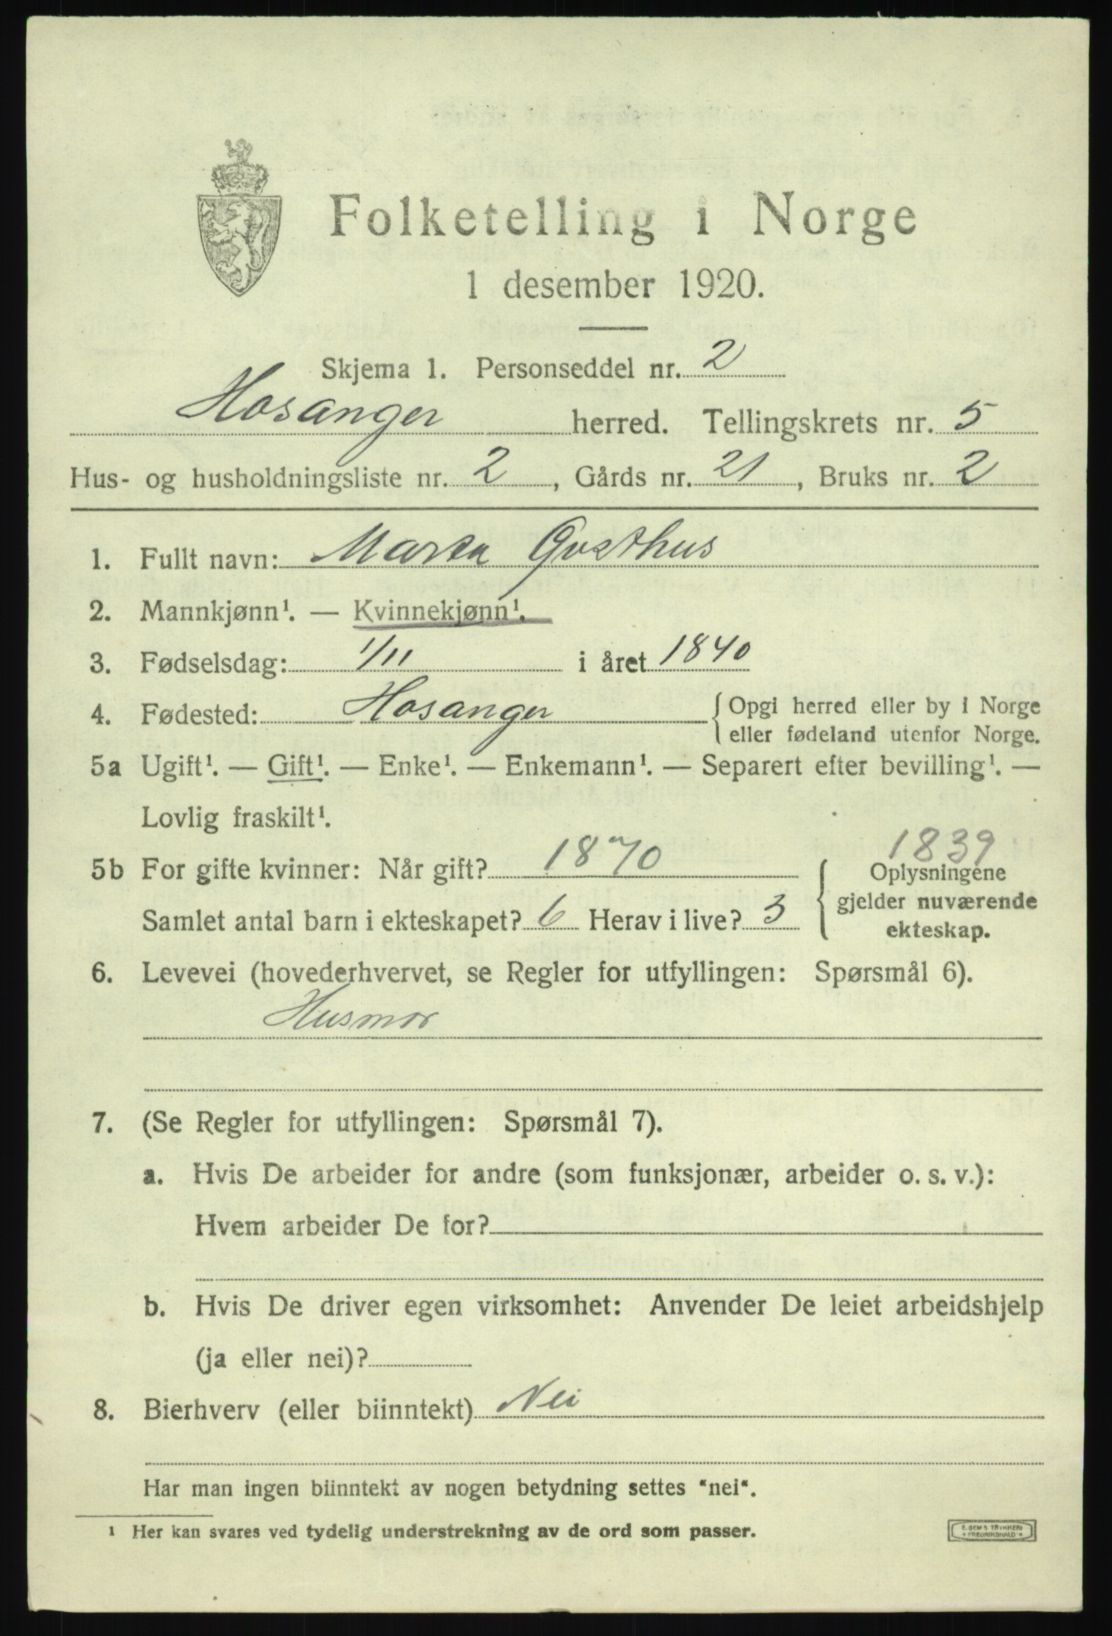 Folketelling i Norge
1 desember 1920.
Skjema 1. Personseddel nr. 2
Hosanger herred. Tellingskrets nr. 5
Hus- og husholdningsliste nr. 2, Gårds nr. 21, Bruks nr. 2
1. Fullt navn: Marta
2. Mannkjønn¹. — Kvinnekjønn¹.
3. Fødselsdag: 1/11 i året 1840
4. Fødested: Hosanger {Opgi herred eller by i Norge
eller fødeland utenfor Norge.
5a Ugift¹. — Gift¹. — Enke¹. — Enkemann¹. — Separert efter bevilling¹. —
Lovlig fraskilt¹.
1839
5b For gifte kvinner: Når gift? 1870
Samlet antal barn i ekteskapet? 6 Herav i live? 3
Oplysningene
gjelder nuværende
ekteskap.
6. Levevei (hovederhvervet, se Regler for utfyllingen: Spørsmål 6).
Husmor
7. (Se Regler for utfyllingen: Spørsmål 7).
a. Hvis De arbeider for andre (som funksjonær, arbeider o. s. v.):
Hvem arbeider De for?
b. Hvis De driver egen virksomhet: Anvender De leiet arbeidshjelp
(ja eller nei)?
8. Bierhverv (eller biinntekt) Nei
Har man ingen biinntekt av nogen betydning settes "nei".
¹ Her kan svares ved tydelig understrekning av de ord som passer.